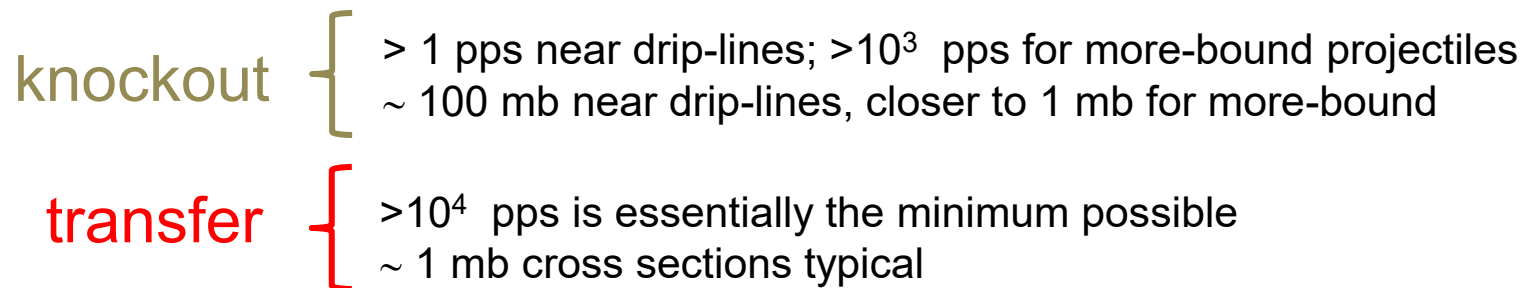 knockout
> 1 pps near drip-lines; >10³ pps for more-bound projectiles
~ 100 mb near drip-lines, closer to 1 mb for more-bound
transfer
>10⁴ pps is essentially the minimum possible
~ 1 mb cross sections typical